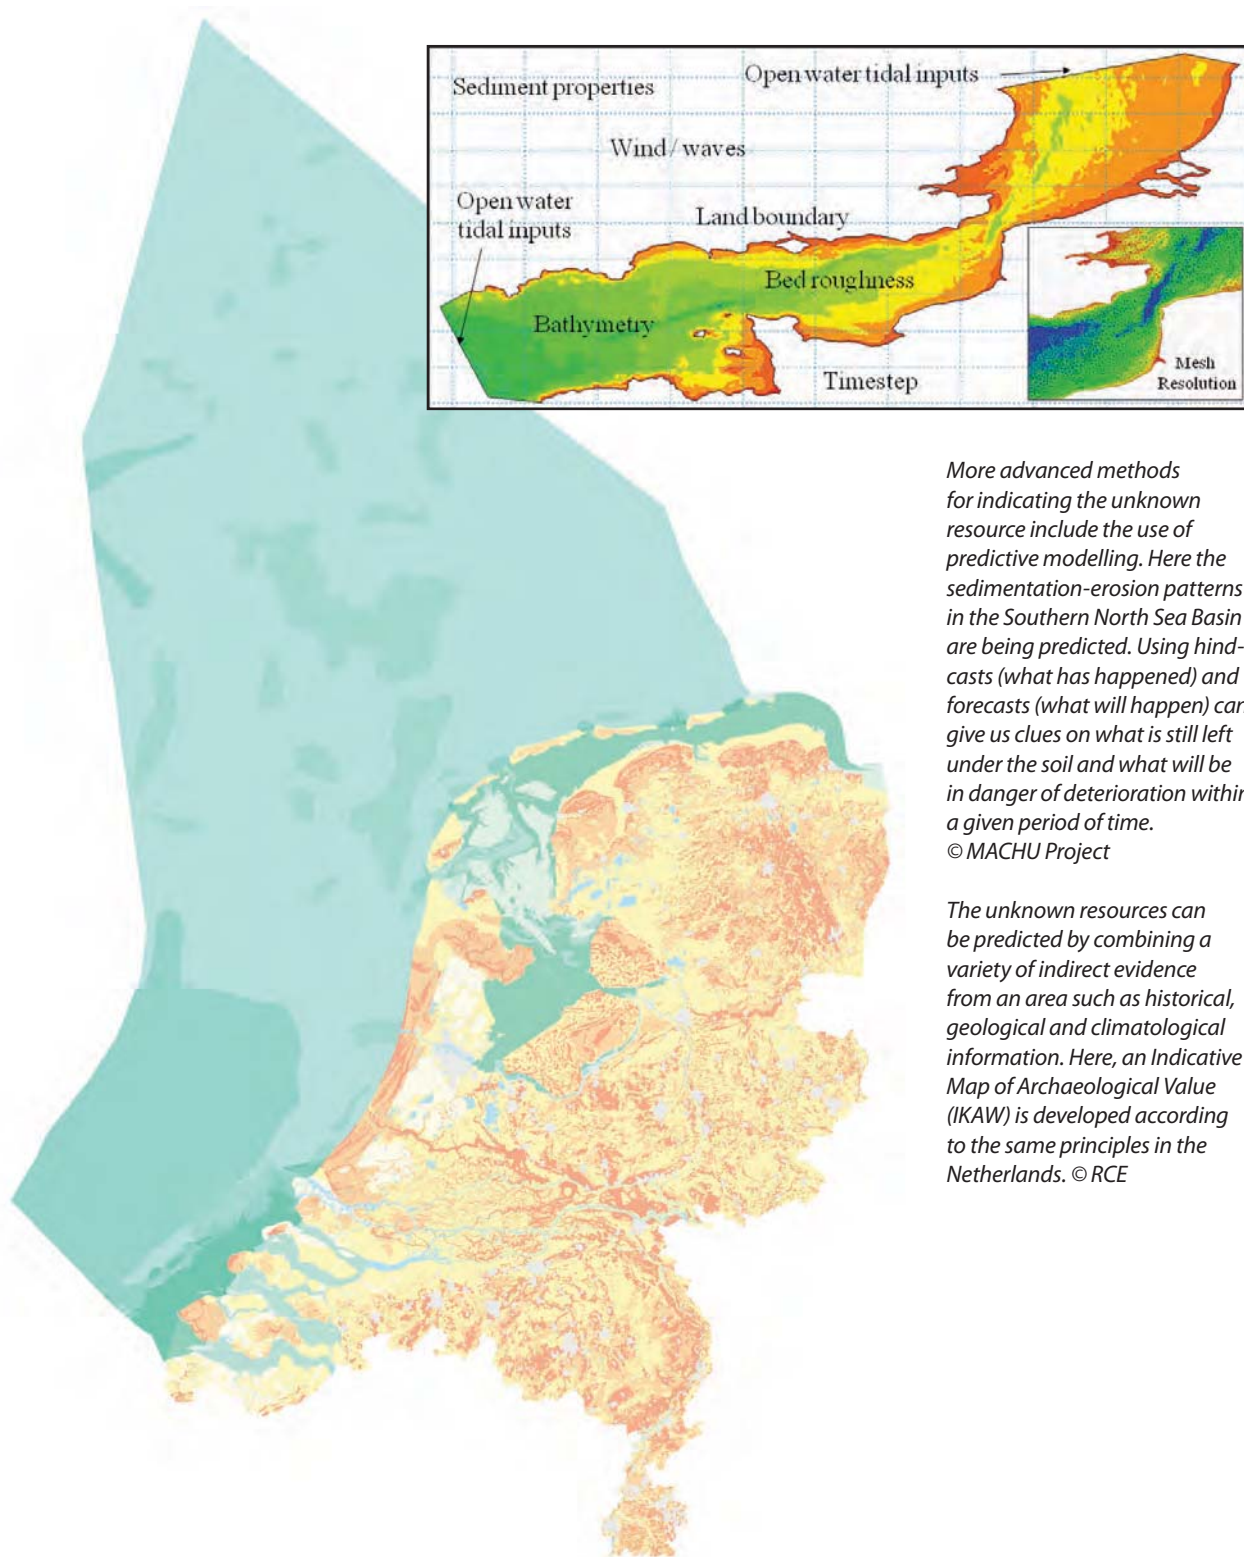 Sediment properties
Open water tidal inputs
Wind / waves
Open water
tidal inputs
Land boundary
Bed roughness
Bathymetry
Timestep
Mesh
Resolution
More advanced methods
for indicating the unknown
resource include the use of
predictive modelling. Here the
sedimentation-erosion patterns
in the Southern North Sea Basin
are being predicted. Using hind-
casts (what has happened) and
forecasts (what will happen) can
give us clues on what is still left
under the soil and what will be
in danger of deterioration within
a given period of time.
© MACHU Project
The unknown resources can
be predicted by combining a
variety of indirect evidence
from an area such as historical,
geological and climatological
information. Here, an Indicative
Map of Archaeological Value
(IKAW) is developed according
to the same principles in the
Netherlands. © RCE